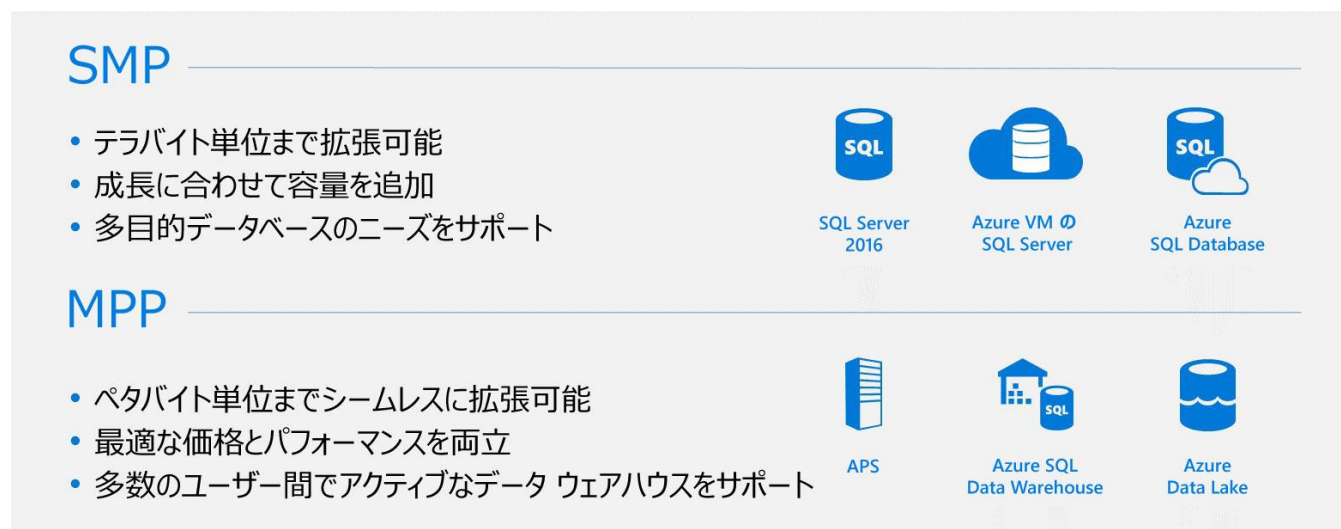 SMP
• テラバイト単位まで拡張可能
• 成長に合わせて容量を追加
• 多目的データベースのニーズをサポート
SQL
SQL
SQL Server
2016
Azure VM の
SQL Server
Azure
SQL Database
MPP
• ペタバイト単位までシームレスに拡張可能
• 最適な価格とパフォーマンスを両立
• 多数のユーザー間でアクティブなデータ ウェアハウスをサポート
SQL
APS
Azure SQL
Data Warehouse
Azure
Data Lake